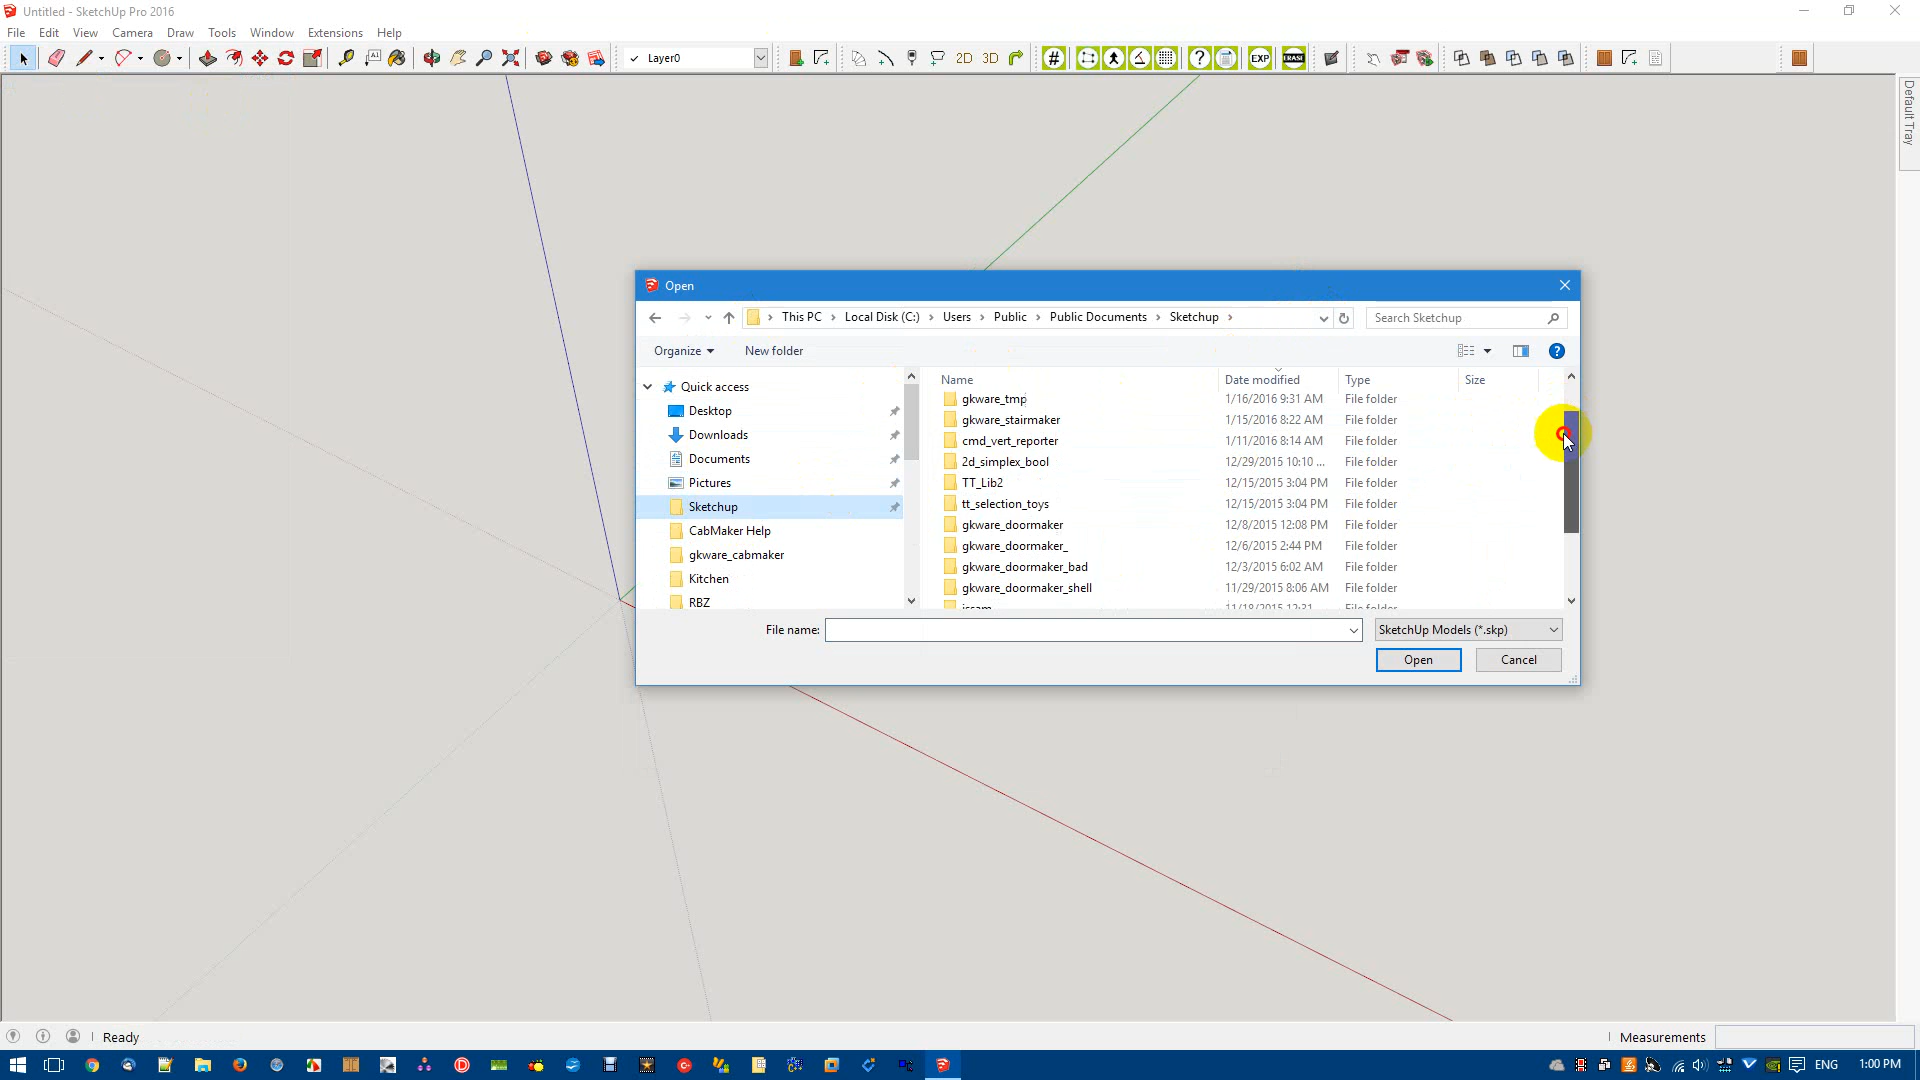 Untitled - SketchUp Pro 2016
File Edit View Camera Draw Tools Window Extensions Help
Layer0 2D 3D # ? EXP ERASE
Default Tray
Open
This PC › Local Disk (C:) › Users › Public › Public Documents › Sketchup ›
Search Sketchup
Organize New folder ?
Name Date modified Type Size
Quick access
Desktop
Downloads
Documents
Pictures
Sketchup
CabMaker Help
gkware_cabmaker
Kitchen
RBZ
gkware_tmp 1/16/2016 9:31 AM File folder
gkware_stairmaker 1/15/2016 8:22 AM File folder
cmd_vert_reporter 1/11/2016 8:14 AM File folder
2d_simplex_bool 12/29/2015 10:10 ... File folder
TT_Lib2 12/15/2015 3:04 PM File folder
tt_selection_toys 12/15/2015 3:04 PM File folder
gkware_doormaker 12/8/2015 12:08 PM File folder
gkware_doormaker_ 12/6/2015 2:44 PM File folder
gkware_doormaker_bad 12/3/2015 6:02 AM File folder
gkware_doormaker_shell 11/29/2015 8:06 AM File folder
File name: SketchUp Models (*.skp)
Open Cancel
Ready
Measurements
ENG 1:00 PM